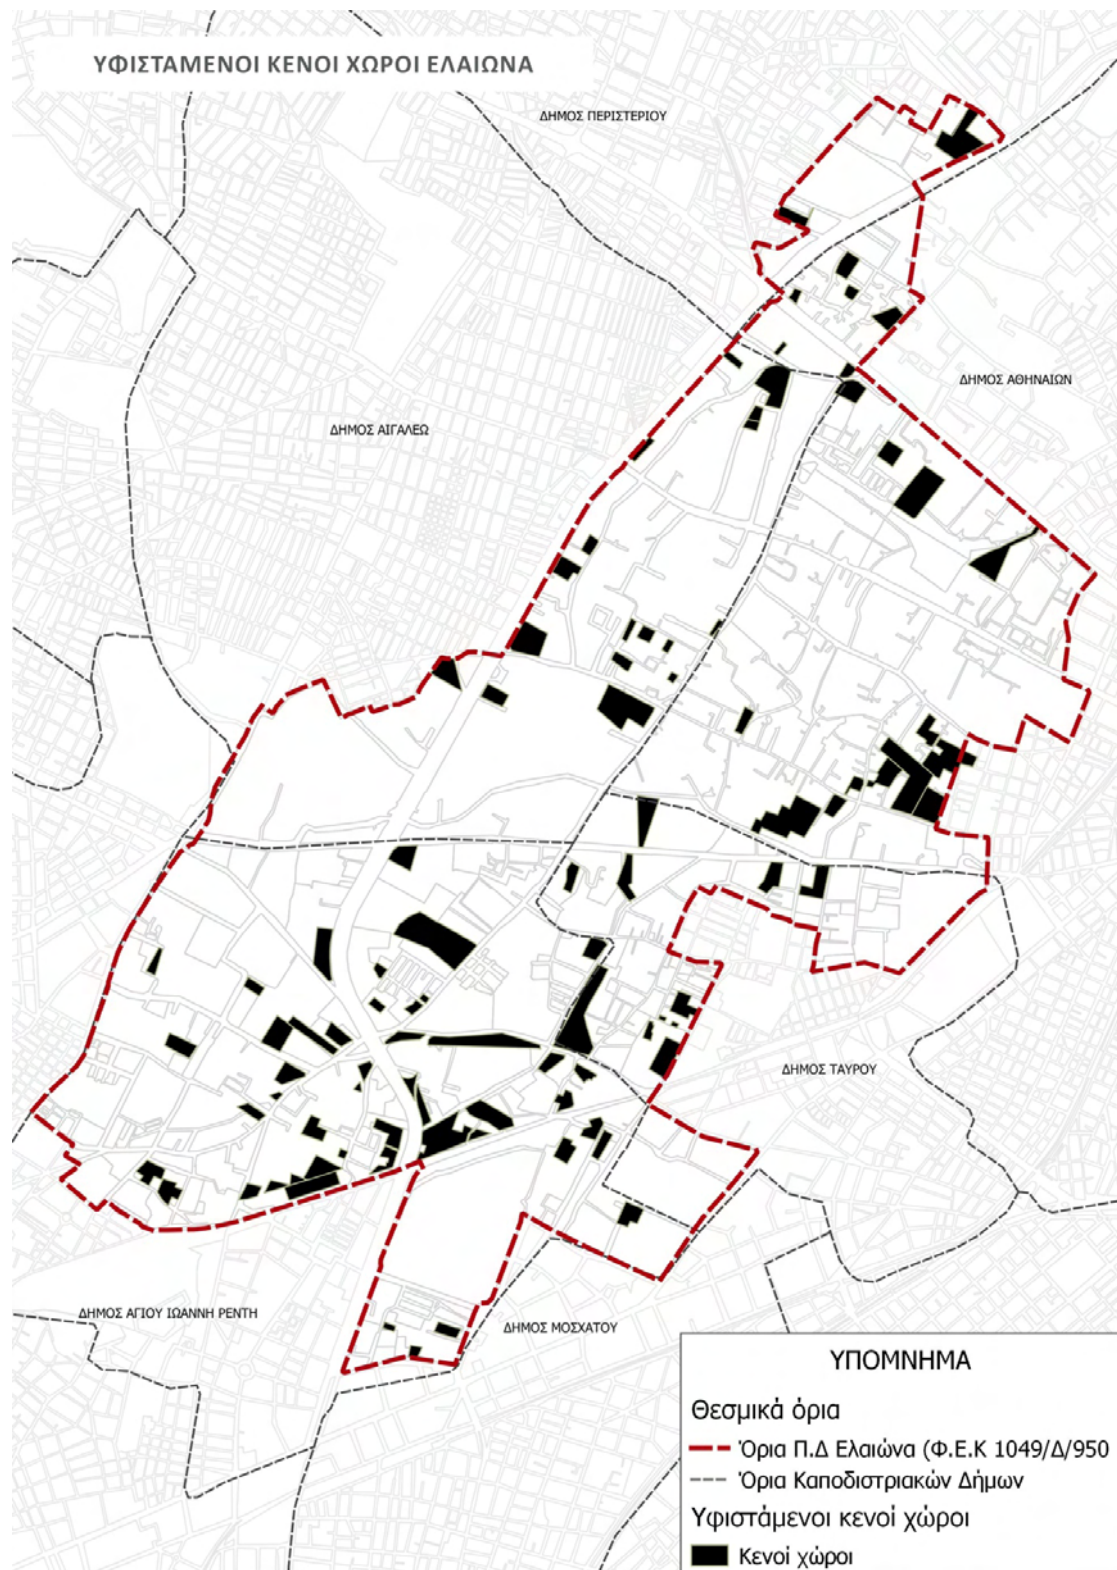 ΥΦΙΣΤΑΜΕΝΟΙ ΚΕΝΟΙ ΧΩΡΟΙ ΕΛΑΙΩΝΑ
ΔΗΜΟΣ ΠΕΡΙΣΤΕΡΙΟΥ
ΔΗΜΟΣ ΑΘΗΝΑΙΩΝ
ΔΗΜΟΣ ΑΙΓΑΛΕΩ
ΔΗΜΟΣ ΤΑΥΡΟΥ
ΔΗΜΟΣ ΑΓΙΟΥ ΙΩΑΝΝΗ ΡΕΝΤΗ
ΔΗΜΟΣ ΜΟΣΧΑΤΟΥ
ΥΠΟΜΝΗΜΑ
Θεσμικά όρια
Όρια Π.Δ Ελαιώνα (Φ.Ε.Κ 1049/Δ/950
Όρια Καποδιστριακών Δήμων
Υφιστάμενοι κενοί χώροι
Κενοί χώροι